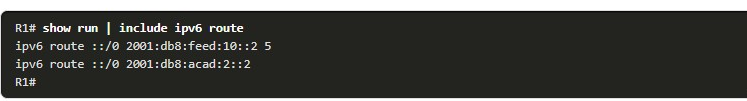 R1# show run | include ipv6 route
ipv6 route ::/0 2001:db8:feed:10::2 5
ipv6 route ::/0 2001:db8:acad:2::2
R1#